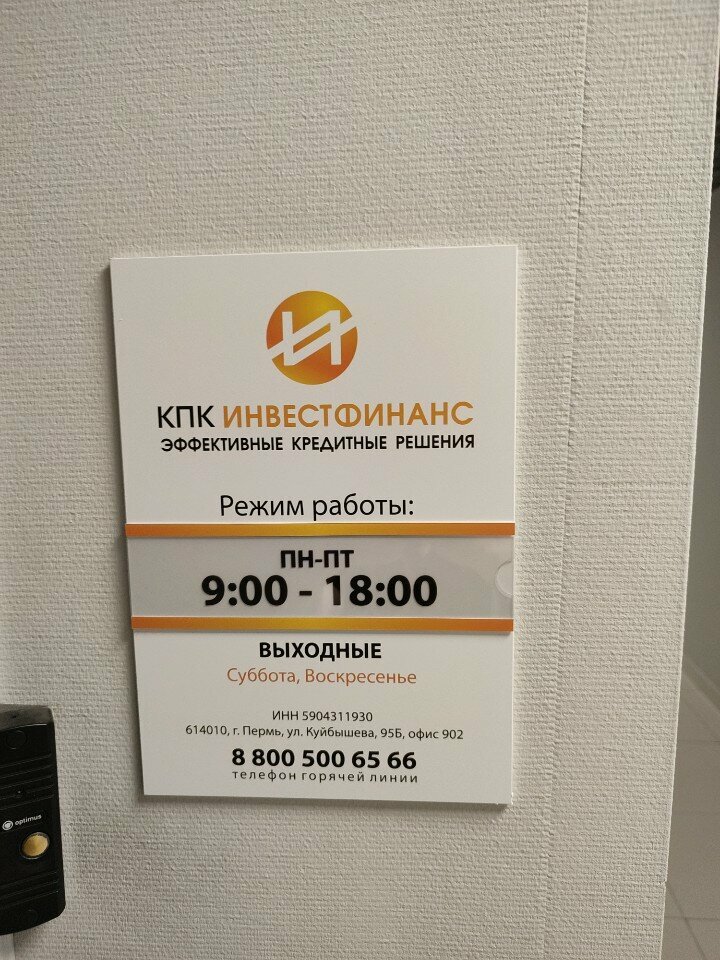 КПК ИНВЕСТФИНАНС
ЭФФЕКТИВНЫЕ КРЕДИТНЫЕ РЕШЕНИЯ
Режим работы:
ПН-ПТ
9:00 - 18:00
ВЫХОДНЫЕ
Суббота, Воскресенье
ИНН 5904311930
614010, г. Пермь, ул. Куйбышева, 95Б, офис 902
8 800 500 65 66
телефон горячей линии
optimus